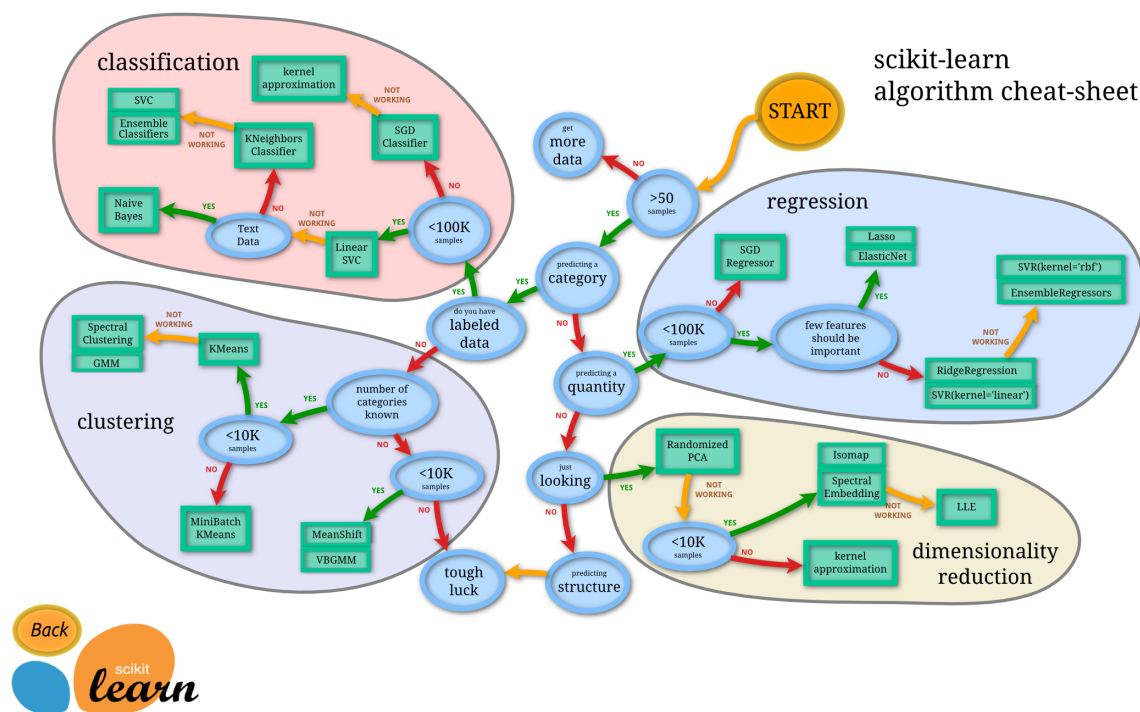 scikit-learn
algorithm cheat-sheet
START
classification
kernel
approximation
NOT
WORKING
SVC
Ensemble
Classifiers
NOT
WORKING
KNeighbors
Classifier
SGD
Classifier
NO
Naive
Bayes
YES
Text
Data
NO
NOT
WORKING
Linear
SVC
YES
<100K
samples
YES
get
more
data
NO
>50
samples
YES
predicting a
category
YES
do you have
labeled
data
NO
NO
predicting a
quantity
YES
NO
just
looking
YES
NO
predicting
structure
tough
luck
regression
SGD
Regressor
NO
<100K
samples
YES
few features
should be
important
YES
Lasso
ElasticNet
SVR(kernel='rbf')
EnsembleRegressors
NOT
WORKING
NO
RidgeRegression
SVR(kernel='linear')
clustering
Spectral
Clustering
GMM
NOT
WORKING
KMeans
YES
<10K
samples
YES
number of
categories
known
NO
NO
MiniBatch
KMeans
<10K
samples
YES
NO
MeanShift
VBGMM
Randomized
PCA
NOT
WORKING
<10K
samples
YES
Isomap
Spectral
Embedding
NOT
WORKING
LLE
NO
kernel
approximation
dimensionality
reduction
Back
scikit
learn